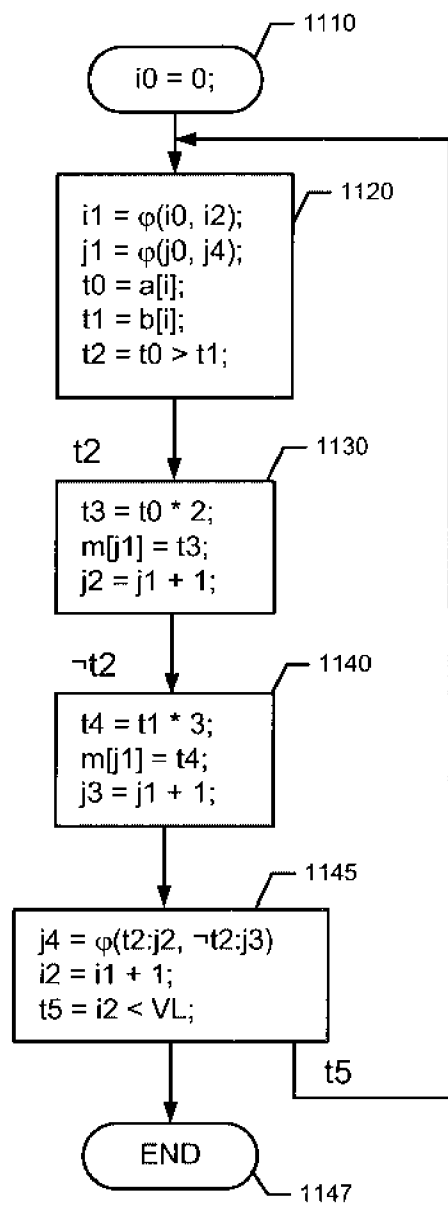 1110
i0 = 0;
1120
i1 = φ(i0, i2);
j1 = φ(j0, j4);
t0 = a[i];
t1 = b[i];
t2 = t0 > t1;
t2
1130
t3 = t0 * 2;
m[j1] = t3;
j2 = j1 + 1;
¬t2
1140
t4 = t1 * 3;
m[j1] = t4;
j3 = j1 + 1;
1145
j4 = φ(t2:j2, ¬t2:j3)
i2 = i1 + 1;
t5 = i2 < VL;
t5
END
1147